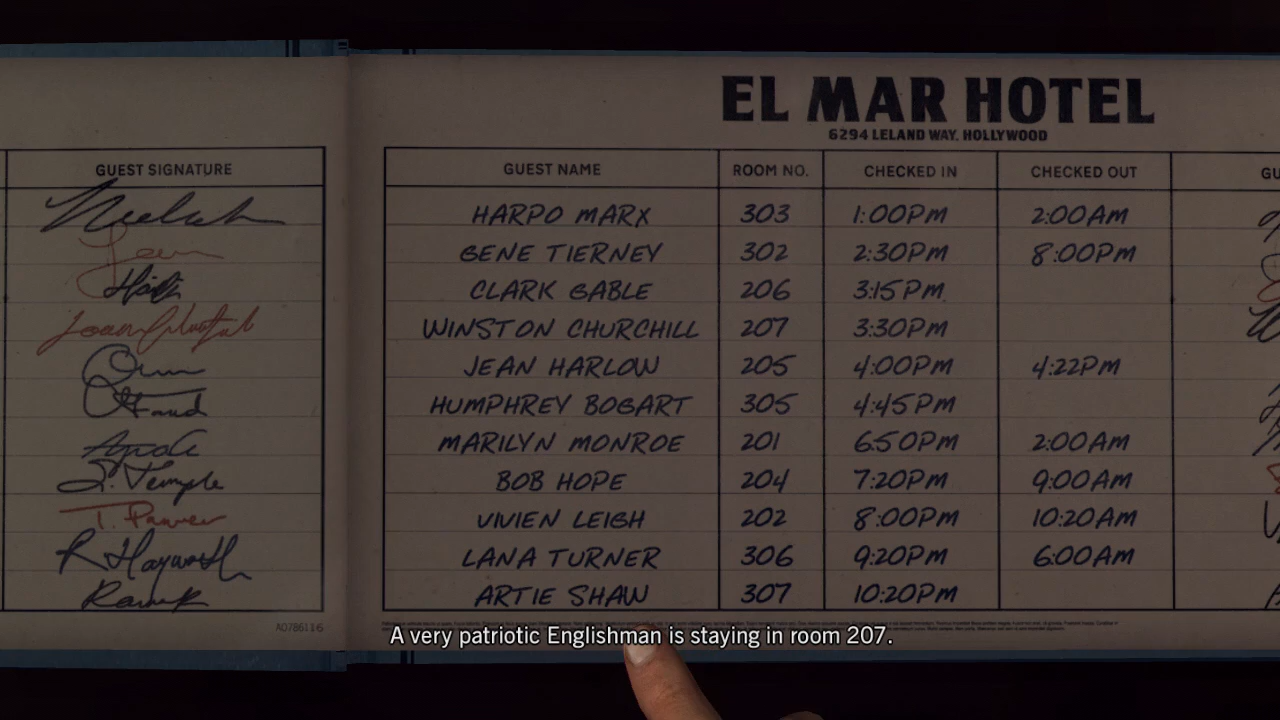 EL MAR HOTEL
6294 LELAND WAY, HOLLYWOOD
GUEST SIGNATURE
S. Temple
R Hayworth
A0786116
GUEST NAME ROOM NO. CHECKED IN CHECKED OUT GU
HARPO MARX 303 1:00PM 2:00AM
GENE TIERNEY 302 2:30PM 8:00PM
CLARK GABLE 206 3:15PM
WINSTON CHURCHILL 207 3:30PM
JEAN HARLOW 205 4:00PM 4:22PM
HUMPHREY BOGART 305 4:45PM
MARILYN MONROE 201 6:50PM 2:00AM
BOB HOPE 204 7:20PM 9:00AM
VIVIEN LEIGH 202 8:00PM 10:20AM
LANA TURNER 306 9:20PM 6:00AM
ARTIE SHAW 307 10:20PM
A very patriotic Englishman is staying in room 207.